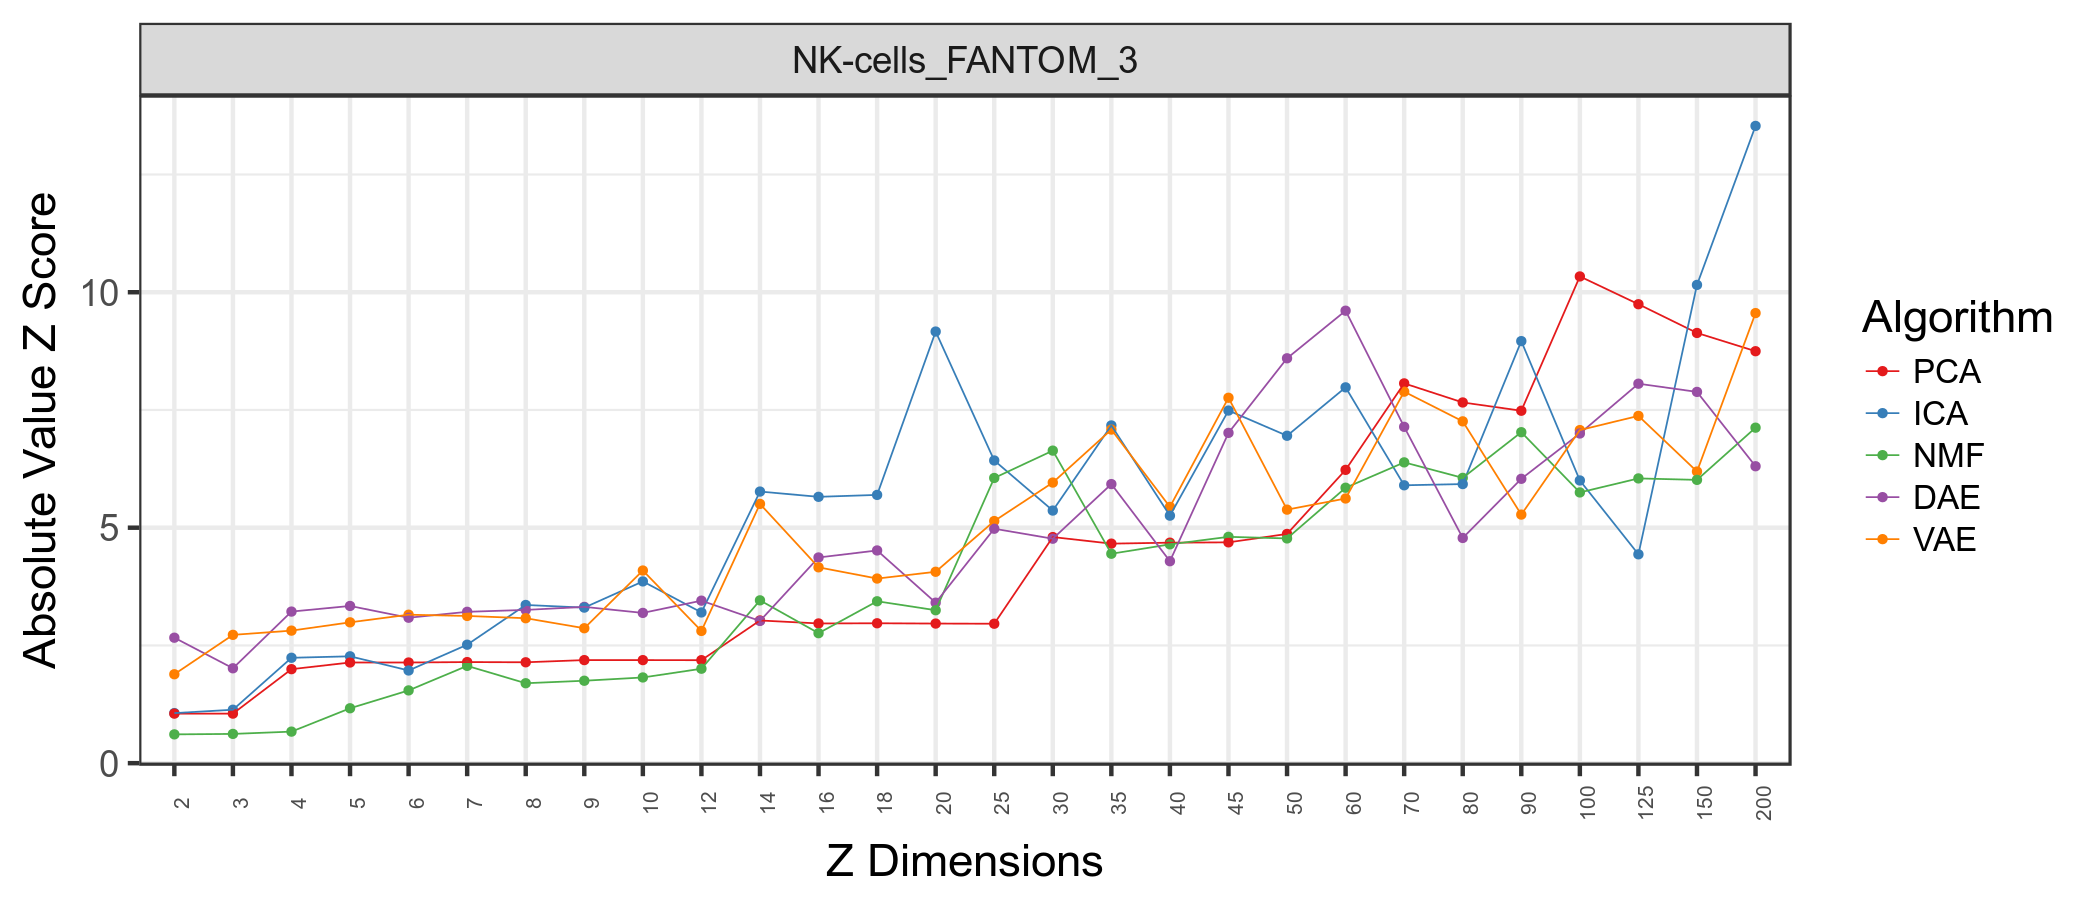 NK-cells_FANTOM_3
Absolute Value Z Score
10
5
0
2 3 4 5 6 7 8 9 10 12 14 16 18 20 25 30 35 40 45 50 60 70 80 90 100 125 150 200
Z Dimensions
Algorithm
PCA
ICA
NMF
DAE
VAE